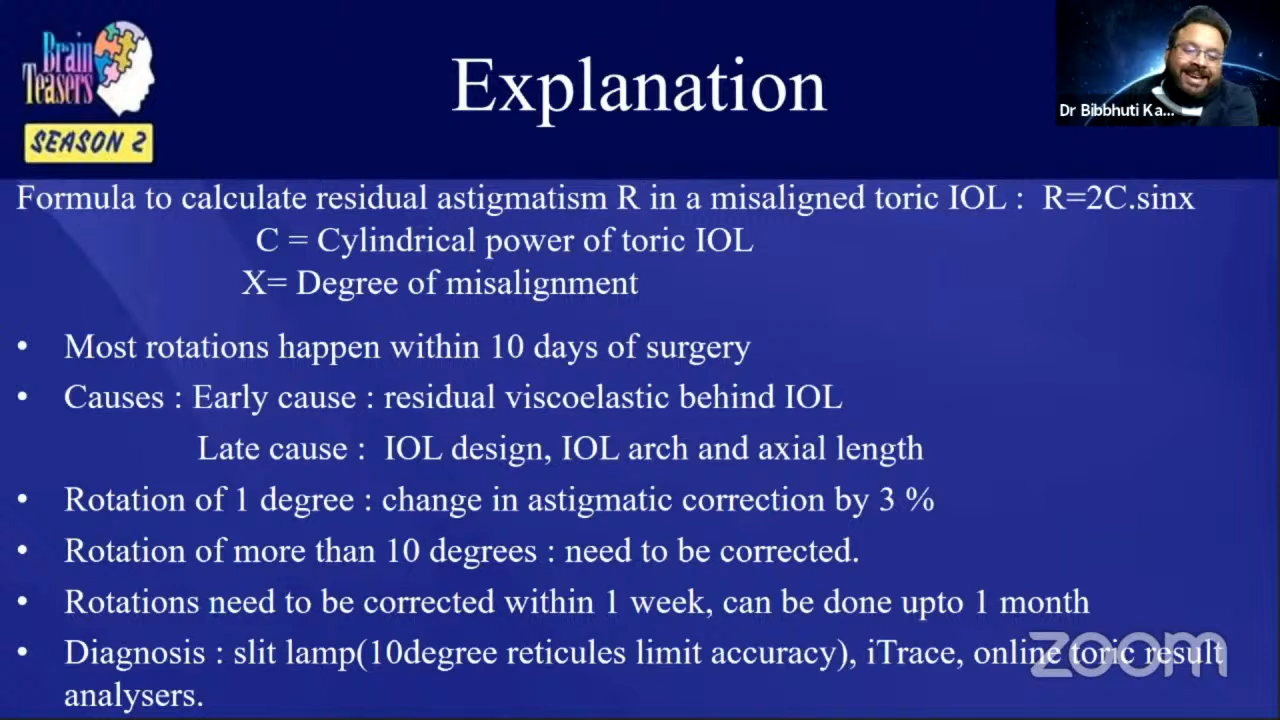 Brain
Teasers
SEASON 2
Explanation
Dr Bibbhuti Ka...
Formula to calculate residual astigmatism R in a misaligned toric IOL : R=2C.sinx
C = Cylindrical power of toric IOL
X= Degree of misalignment
• Most rotations happen within 10 days of surgery
• Causes : Early cause : residual viscoelastic behind IOL
Late cause : IOL design, IOL arch and axial length
• Rotation of 1 degree : change in astigmatic correction by 3 %
• Rotation of more than 10 degrees : need to be corrected.
• Rotations need to be corrected within 1 week, can be done upto 1 month
• Diagnosis : slit lamp(10degree reticules limit accuracy), iTrace, online toric result
analysers.
zoom